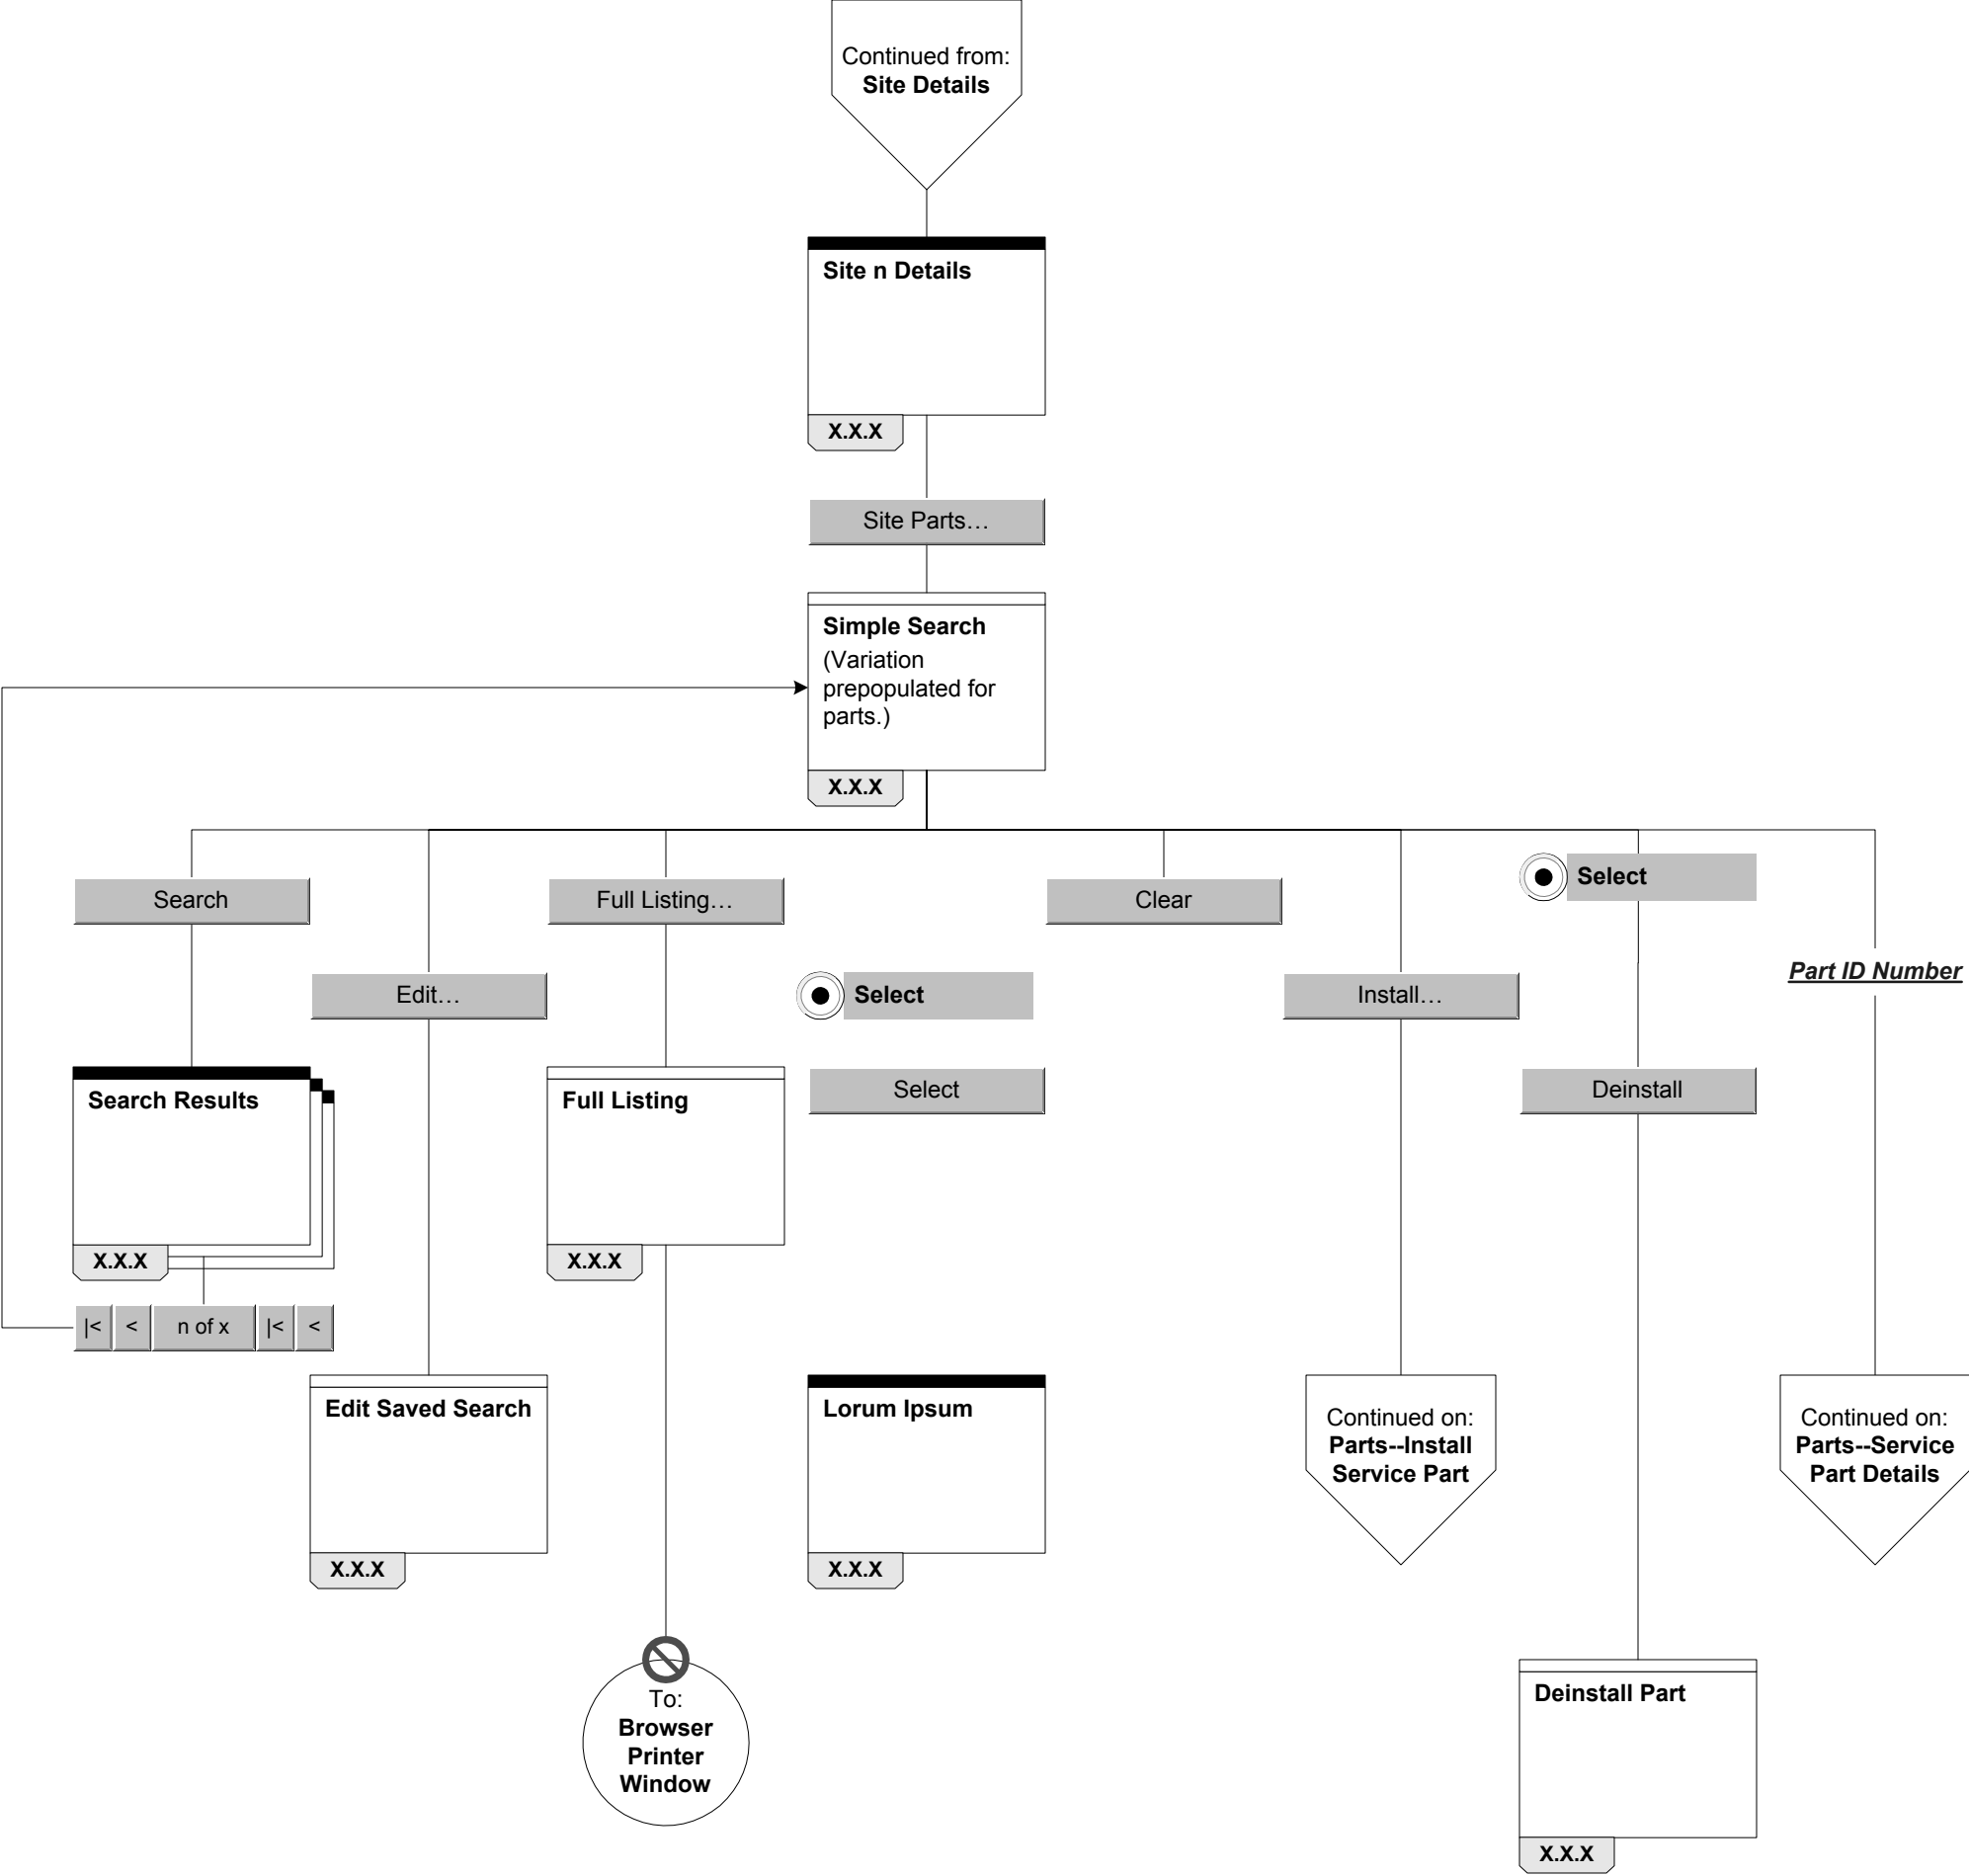 Continued from:
Site Details
Site n Details
X.X.X
Site Parts…
Simple Search
(Variation
prepopulated for
parts.)
X.X.X
Search
Full Listing…
Clear
Select
Edit…
Select
Install…
Part ID Number
Search Results
X.X.X
Full Listing
X.X.X
Select
Deinstall
|<
<
n of x
|<
<
Edit Saved Search
X.X.X
Lorum Ipsum
X.X.X
Continued on:
Parts--Install
Service Part
Continued on:
Parts--Service
Part Details
To:
Browser
Printer
Window
Deinstall Part
X.X.X